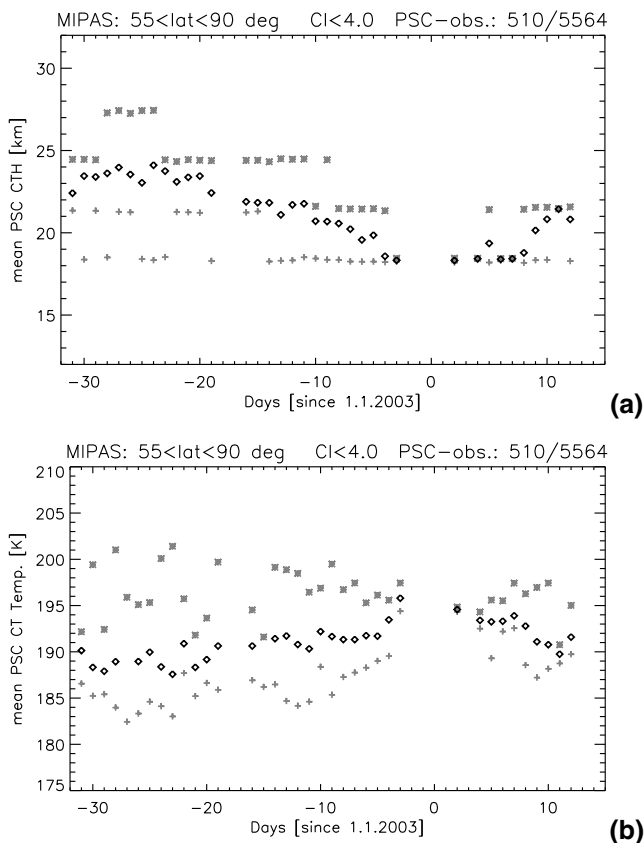 MIPAS: 55<lat<90 deg CI<4.0 PSC-obs.: 510/5564
30
25
20
15
mean PSC CTH [km]
-30 -20 -10 0 10
Days [since 1.1.2003]
(a)
MIPAS: 55<lat<90 deg CI<4.0 PSC-obs.: 510/5564
210
205
200
195
190
185
180
175
mean PSC CT Temp. [K]
-30 -20 -10 0 10
Days [since 1.1.2003]
(b)